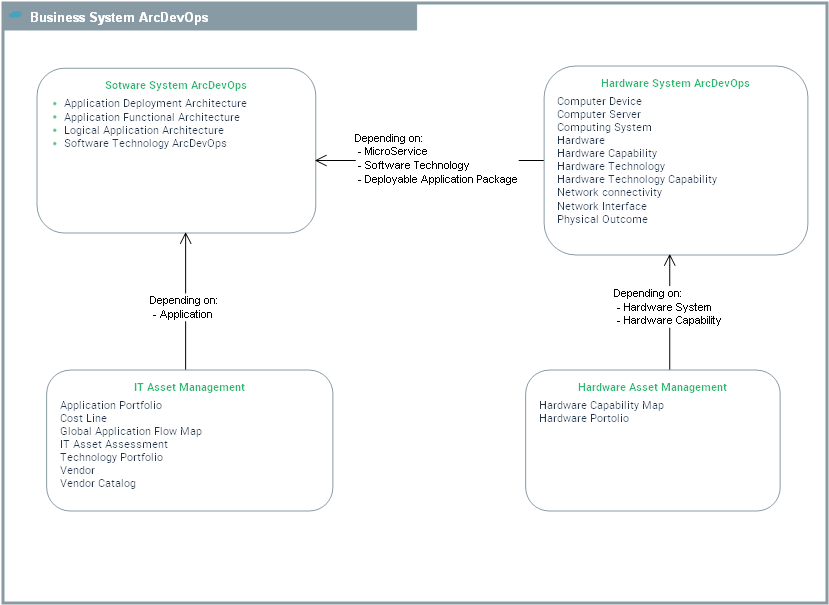 Business System ArcDevOps
Sotware System ArcDevOps
Application Deployment Architecture
Application Functional Architecture
Logical Application Architecture
Software Technology ArcDevOps
Depending on:
- MicroService
- Software Technology
- Deployable Application Package
Hardware System ArcDevOps
Computer Device
Computer Server
Computing System
Hardware
Hardware Capability
Hardware Technology
Hardware Technology Capability
Network connectivity
Network Interface
Physical Outcome
Depending on:
- Application
Depending on:
- Hardware System
- Hardware Capability
IT Asset Management
Application Portfolio
Cost Line
Global Application Flow Map
IT Asset Assessment
Technology Portfolio
Vendor
Vendor Catalog
Hardware Asset Management
Hardware Capability Map
Hardware Portolio